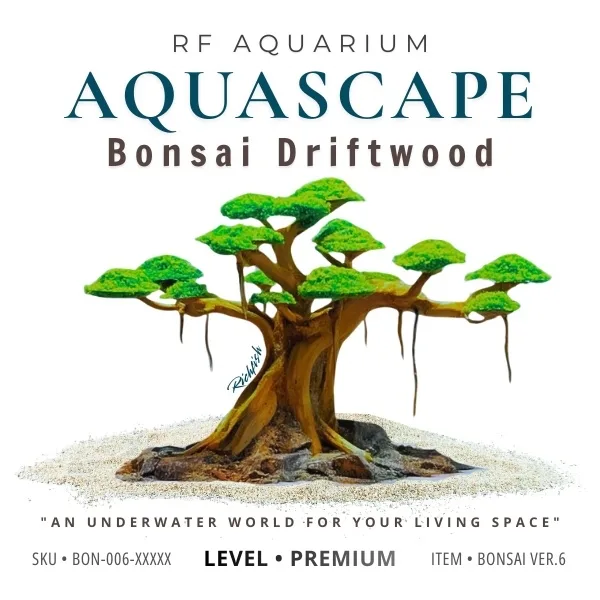 RF AQUARIUM
AQUASCAPE
Bonsai Driftwood
Richfish
"AN UNDERWATER WORLD FOR YOUR LIVING SPACE"
SKU • BON-006-XXXXX LEVEL • PREMIUM ITEM • BONSAI VER.6